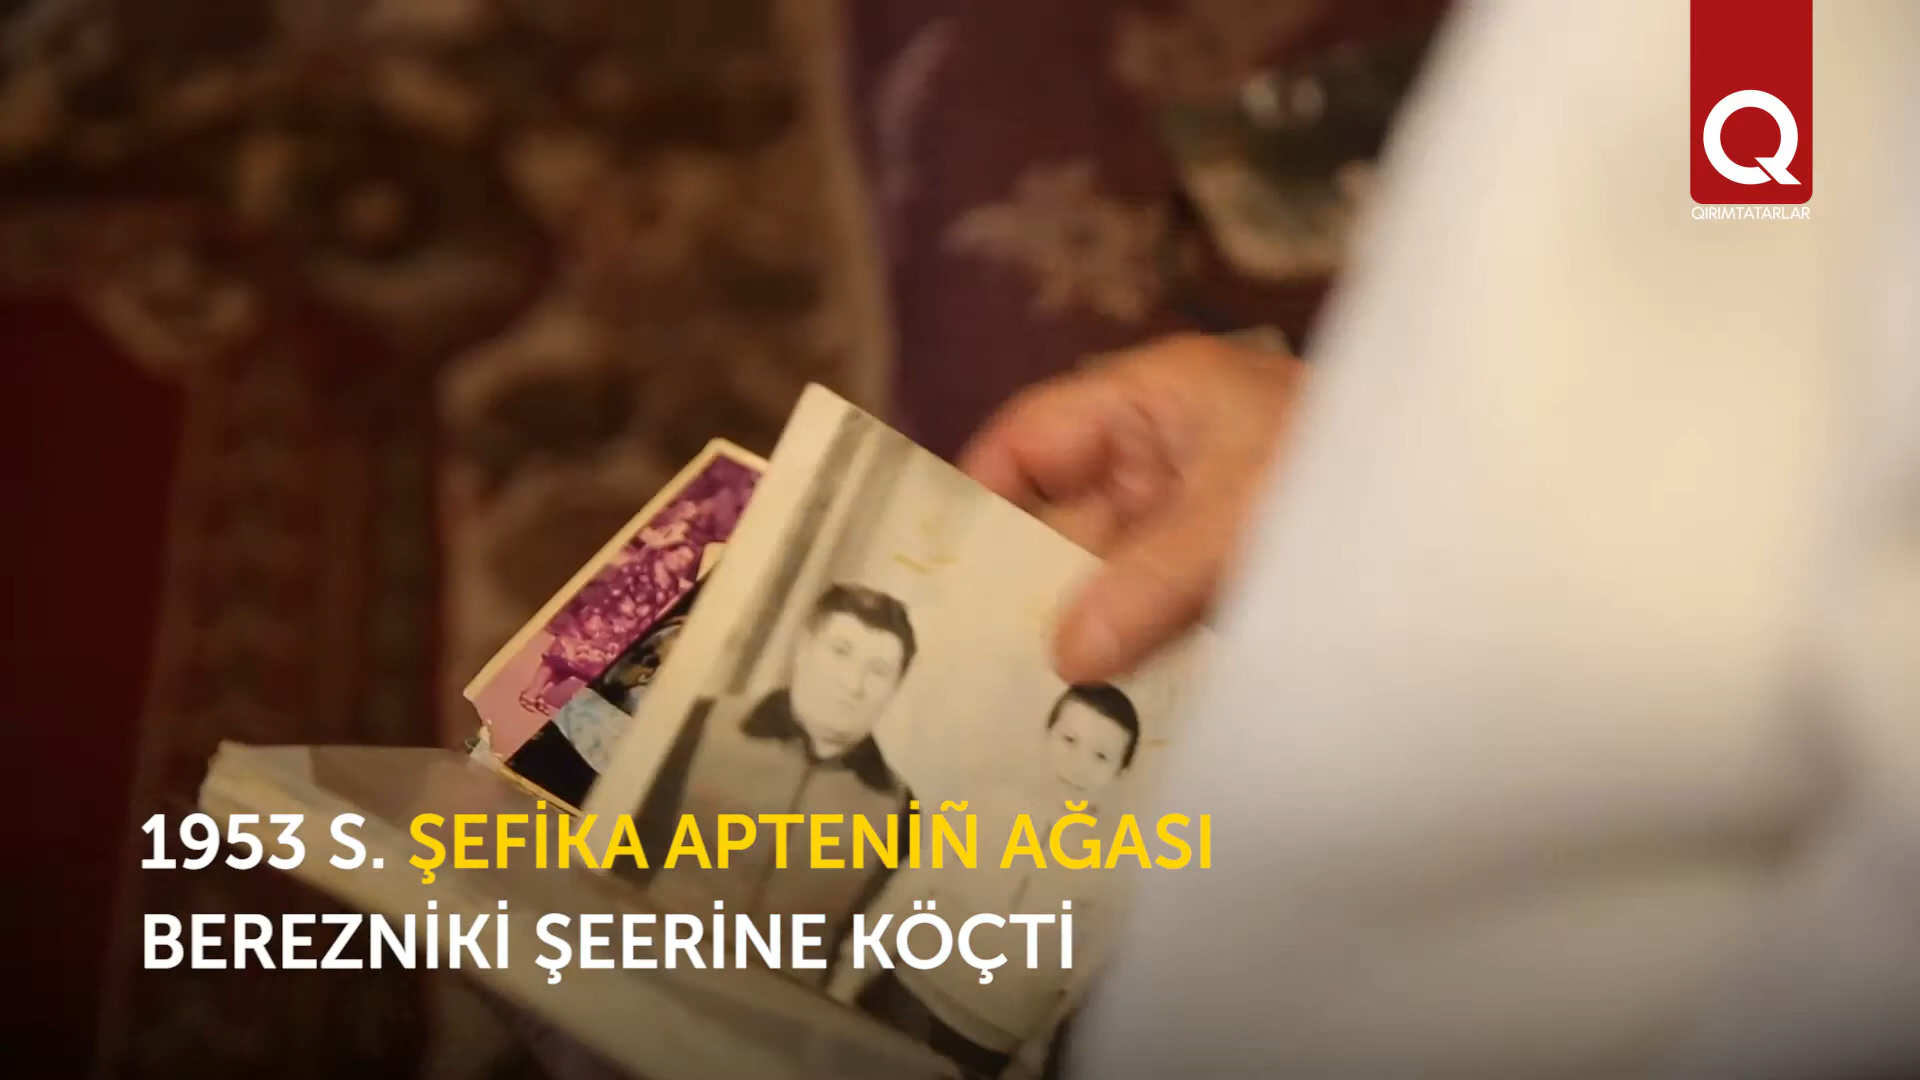 QIRIMTATARLAR
1953 S. ŞEFİKA APTENİÑ AĞASI
BEREZNİKİ ŞEERİNE KÖÇTİ